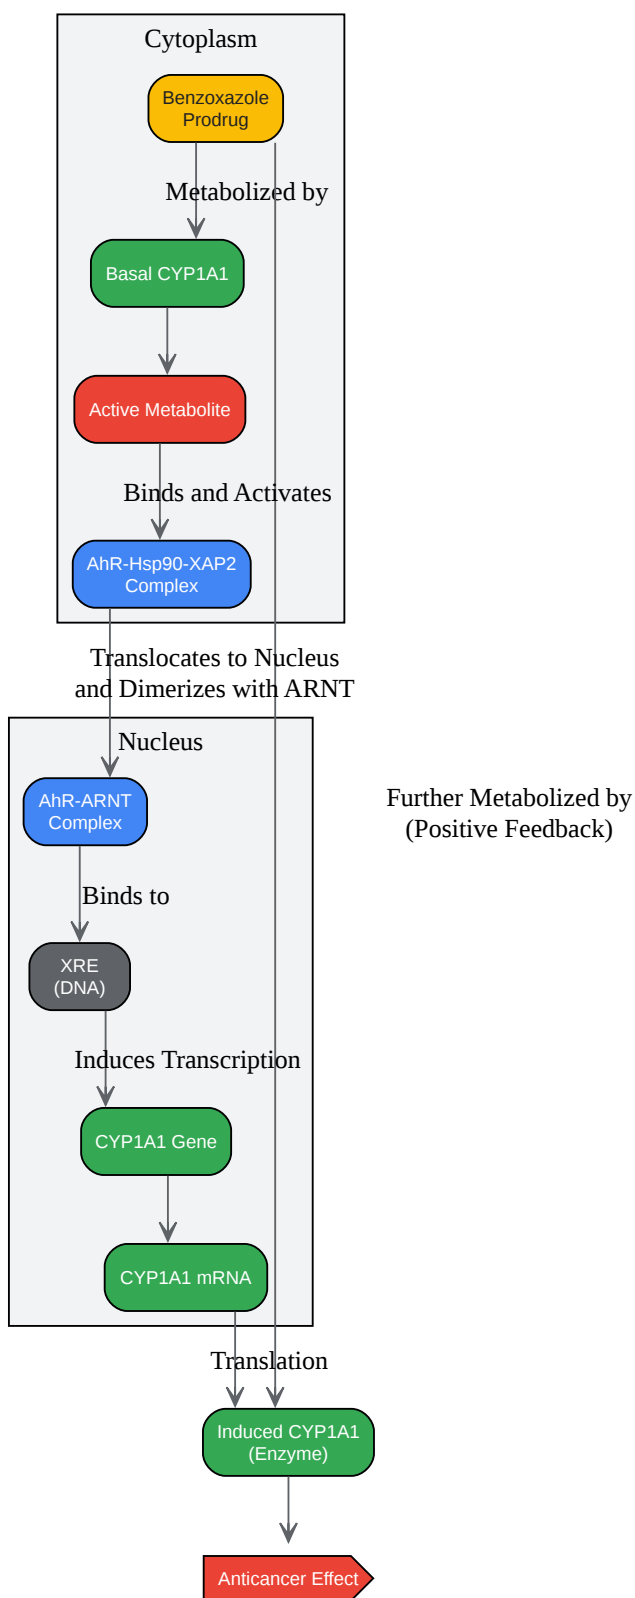 Cytoplasm
Benzoxazole
Prodrug
Metabolized by
Basal CYP1A1
Active Metabolite
Binds and Activates
AhR-Hsp90-XAP2
Complex
Translocates to Nucleus
and Dimerizes with ARNT
Nucleus
AhR-ARNT
Complex
Further Metabolized by
(Positive Feedback)
Binds to
XRE
(DNA)
Induces Transcription
CYP1A1 Gene
CYP1A1 mRNA
Translation
Induced CYP1A1
(Enzyme)
Anticancer Effect